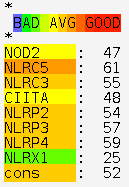 *
BAD AVG GOOD
*
NOD2 : 47
NLRC5 : 61
NLRC3 : 55
CIITA : 48
NLRP2 : 54
NLRP3 : 57
NLRP4 : 59
NLRX1 : 25
cons : 52